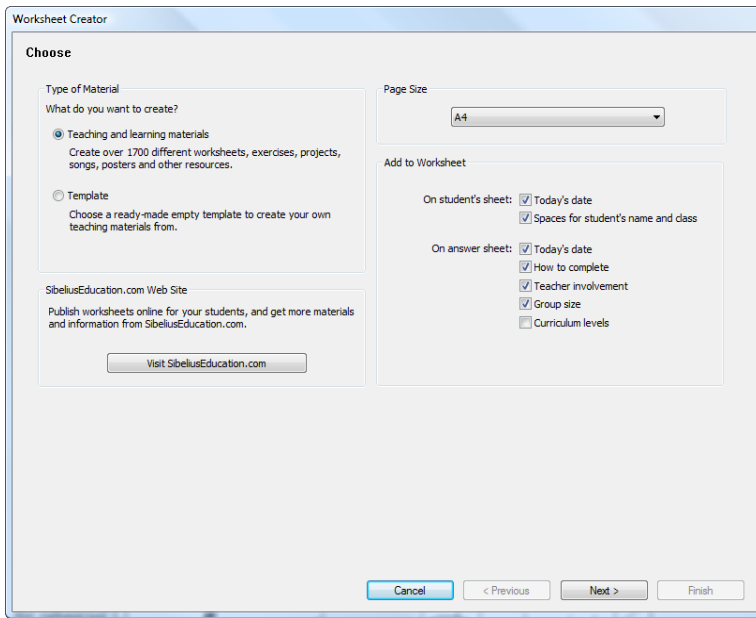 Worksheet Creator
Choose
Type of Material
What do you want to create?
Teaching and learning materials
Create over 1700 different worksheets, exercises, projects,
songs, posters and other resources.
Template
Choose a ready-made empty template to create your own
teaching materials from.
SibeliusEducation.com Web Site
Publish worksheets online for your students, and get more materials
and information from SibeliusEducation.com.
Visit SibeliusEducation.com
Page Size
A4
Add to Worksheet
On student's sheet: Today's date
Spaces for student's name and class
On answer sheet: Today's date
How to complete
Teacher involvement
Group size
Curriculum levels
Cancel < Previous Next > Finish